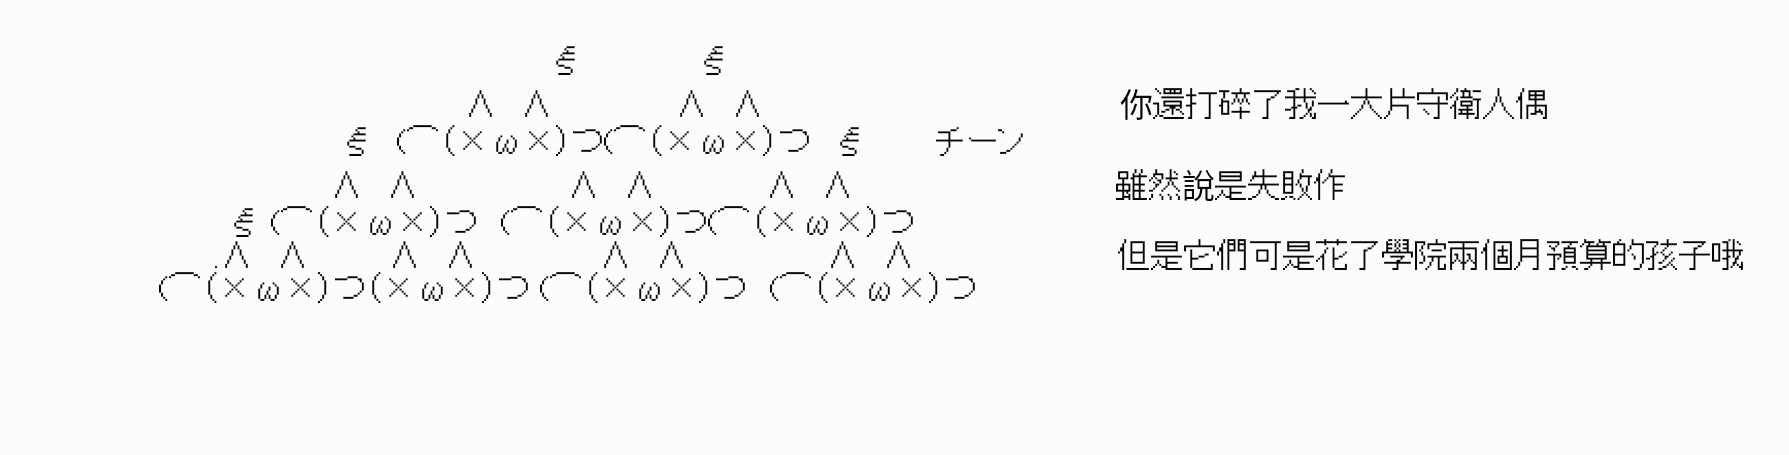 ξ ξ
∧ ∧ ∧ ∧
ξ ⌒(× ω ×)つ⌒(× ω ×)つ ξ チーン
∧ ∧ ∧ ∧ ∧ ∧
ξ ⌒(× ω ×)つ ⌒(× ω ×)つ⌒(× ω ×)つ
.∧ ∧ ∧ ∧ ∧ ∧ ∧ ∧
⌒(× ω ×)つ(× ω ×)つ ⌒(× ω ×)つ ⌒(× ω ×)つ
你還打碎了我一大片守衛人偶
雖然說是失敗作
但是它們可是花了學院兩個月預算的孩子哦